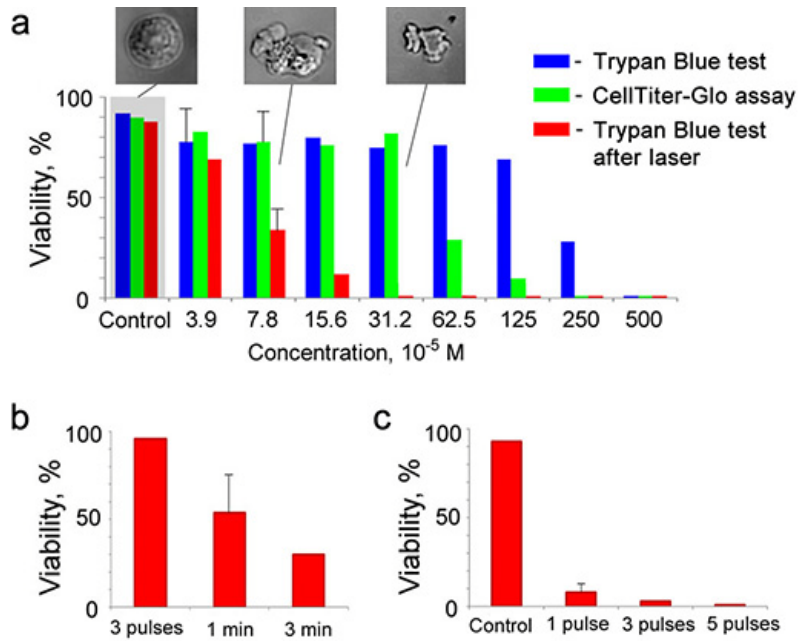 a
- Trypan Blue test
- CellTiter-Glo assay
- Trypan Blue test
after laser
Viability, %
100
50
0
Control 3.9 7.8 15.6 31.2 62.5 125 250 500
Concentration, 10⁻⁵ M
b
Viability, %
100
50
0
3 pulses 1 min 3 min
c
Viability, %
100
50
0
Control 1 pulse 3 pulses 5 pulses